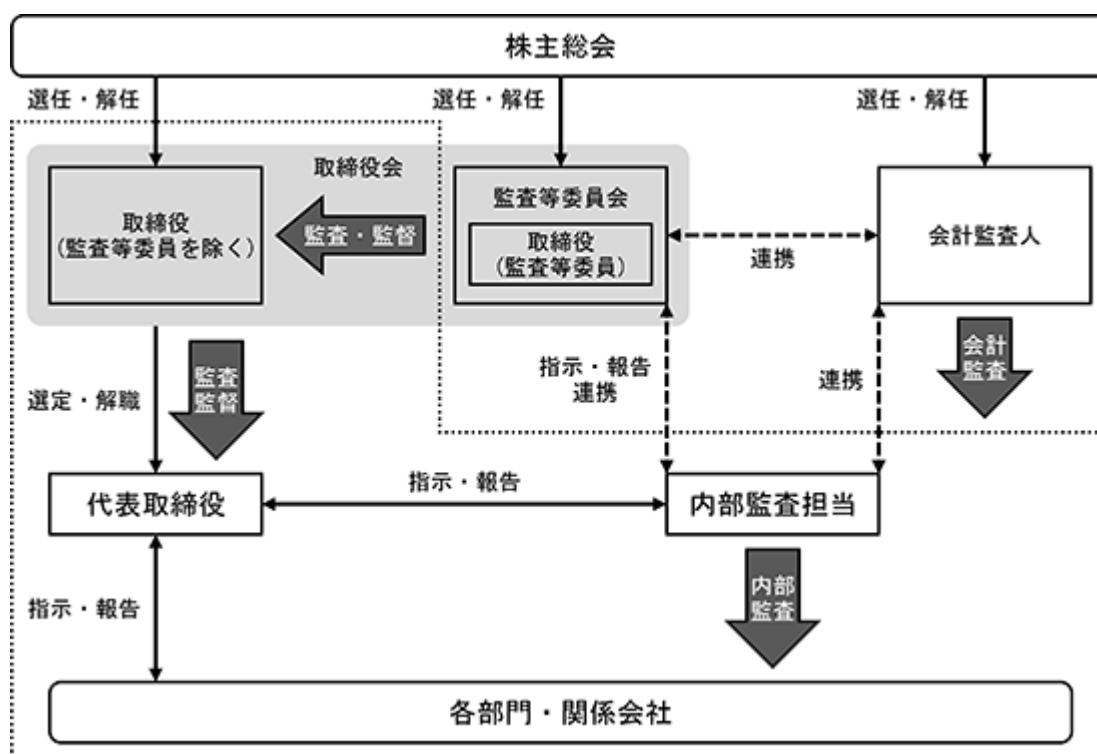 株主総会
選任・解任
選任・解任
選任・解任
取締役会
取締役
(監査等委員を除く)
監査・監督
監査等委員会
取締役
(監査等委員)
連携
会計監査人
選定・解職
監査
監督
指示・報告
連携
連携
会計
監査
代表取締役
指示・報告
内部監査担当
指示・報告
内部
監査
各部門・関係会社